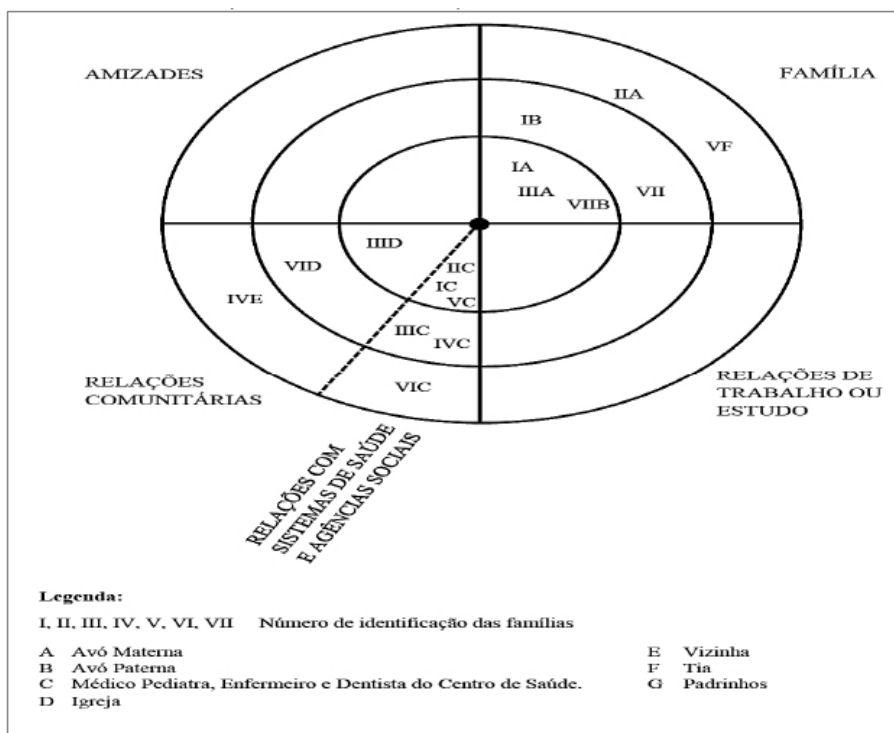 AMIZADES
FAMÍLIA
IIA
IB
VF
IA
IIIA
VII
VIIB
IIID
VID
IIC
IC
VC
IVE
IIIC
IVC
VIC
RELAÇÕES
COMUNITÁRIAS
RELAÇÕES DE
TRABALHO OU
ESTUDO
RELAÇÕES COM
SISTEMAS DE SAÚDE
E AGÊNCIAS SOCIAIS
Legenda:
I, II, III, IV, V, VI, VII Número de identificação das famílias
A Avó Materna
B Avó Paterna
C Médico Pediatra, Enfermeiro e Dentista do Centro de Saúde.
D Igreja
E Vizinha
F Tia
G Padrinhos